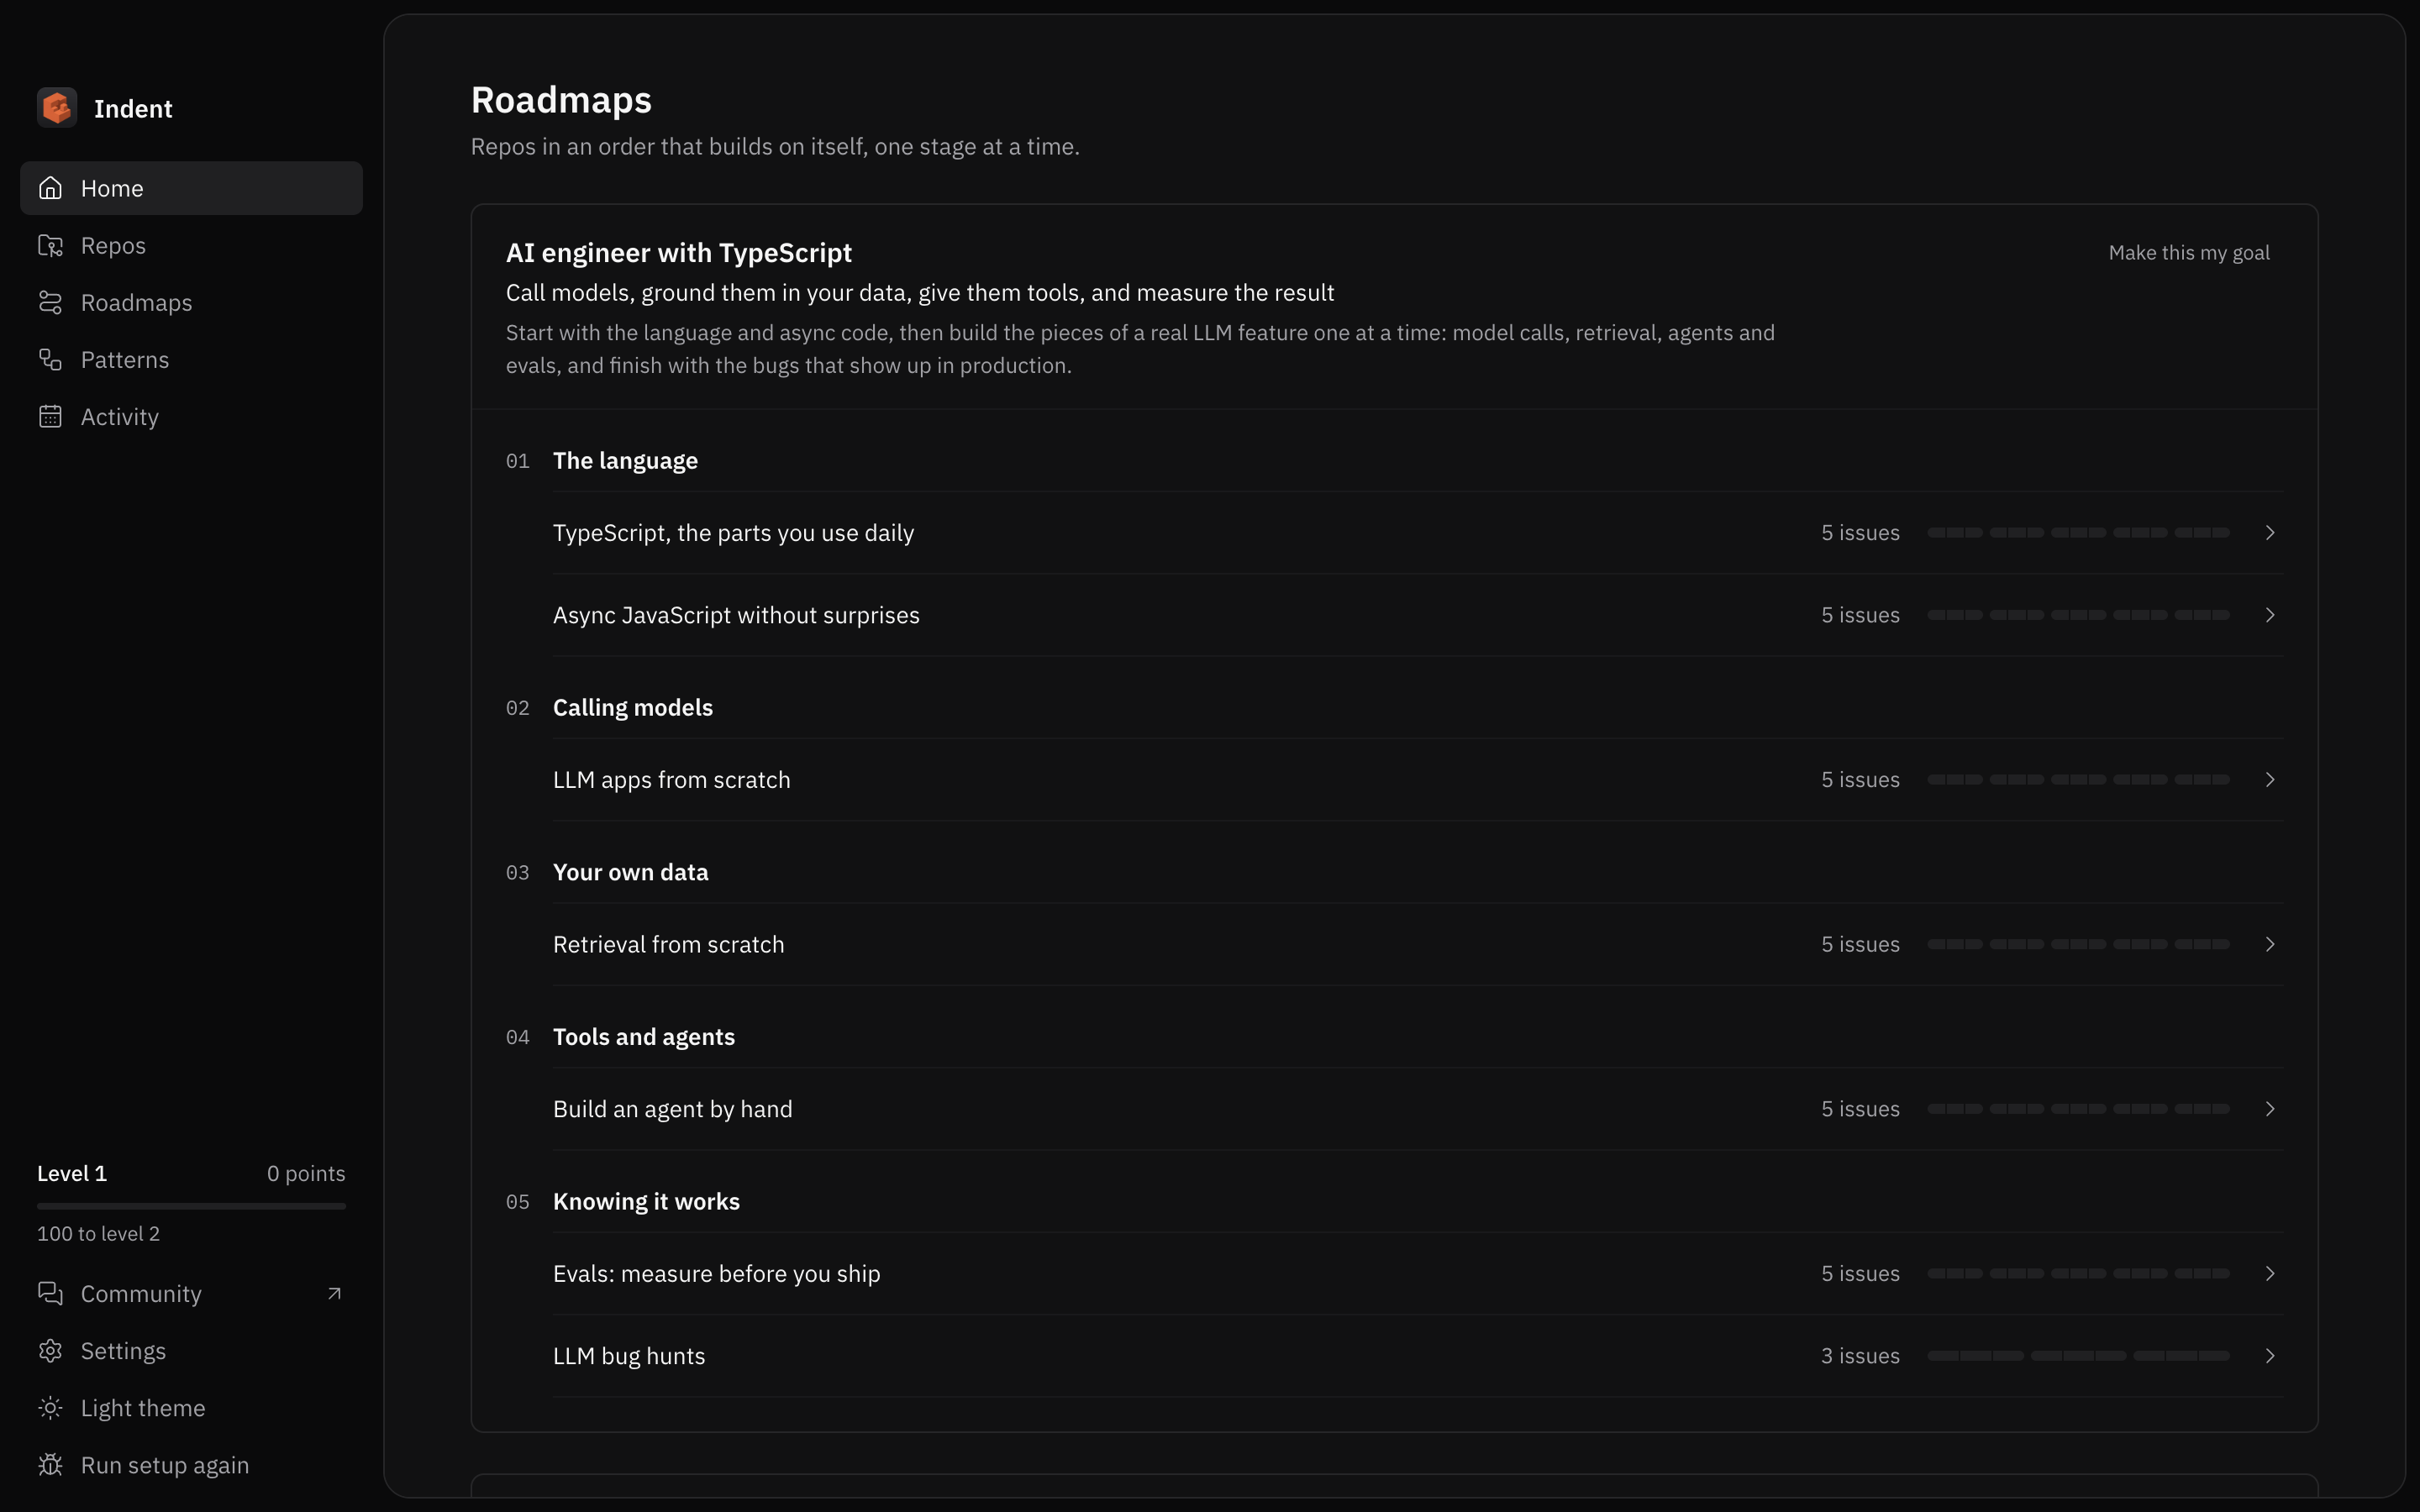 Indent
Home
Repos
Roadmaps
Patterns
Activity
Level 1 0 points
100 to level 2
Community
Settings
Light theme
Run setup again
Roadmaps
Repos in an order that builds on itself, one stage at a time.
AI engineer with TypeScript
Make this my goal
Call models, ground them in your data, give them tools, and measure the result
Start with the language and async code, then build the pieces of a real LLM feature one at a time: model calls, retrieval, agents and
evals, and finish with the bugs that show up in production.
01 The language
TypeScript, the parts you use daily 5 issues
Async JavaScript without surprises 5 issues
02 Calling models
LLM apps from scratch 5 issues
03 Your own data
Retrieval from scratch 5 issues
04 Tools and agents
Build an agent by hand 5 issues
05 Knowing it works
Evals: measure before you ship 5 issues
LLM bug hunts 3 issues